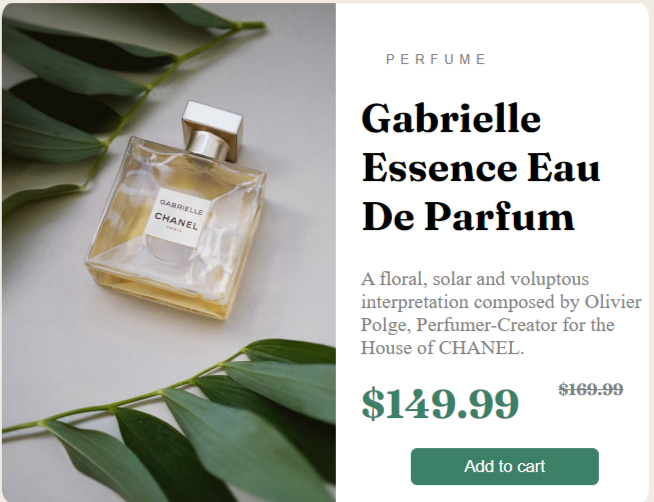 GABRIELLE
CHANEL
PARIS
PERFUME
Gabrielle
Essence Eau
De Parfum
A floral, solar and voluptous
interpretation composed by Olivier
Polge, Perfumer-Creator for the
House of CHANEL.
$149.99 $169.99
Add to cart